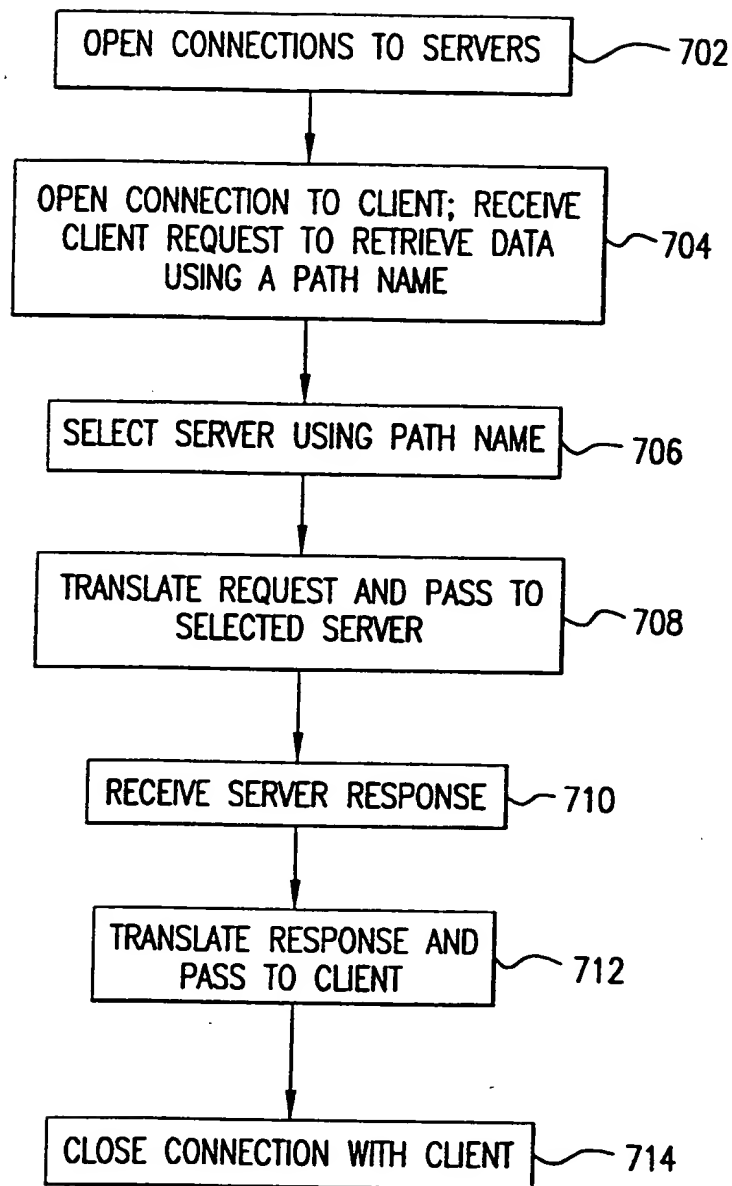 OPEN CONNECTIONS TO SERVERS
702
OPEN CONNECTION TO CLIENT; RECEIVE
CLIENT REQUEST TO RETRIEVE DATA
USING A PATH NAME
704
SELECT SERVER USING PATH NAME
706
TRANSLATE REQUEST AND PASS TO
SELECTED SERVER
708
RECEIVE SERVER RESPONSE
710
TRANSLATE RESPONSE AND
PASS TO CLIENT
712
CLOSE CONNECTION WITH CLIENT
714